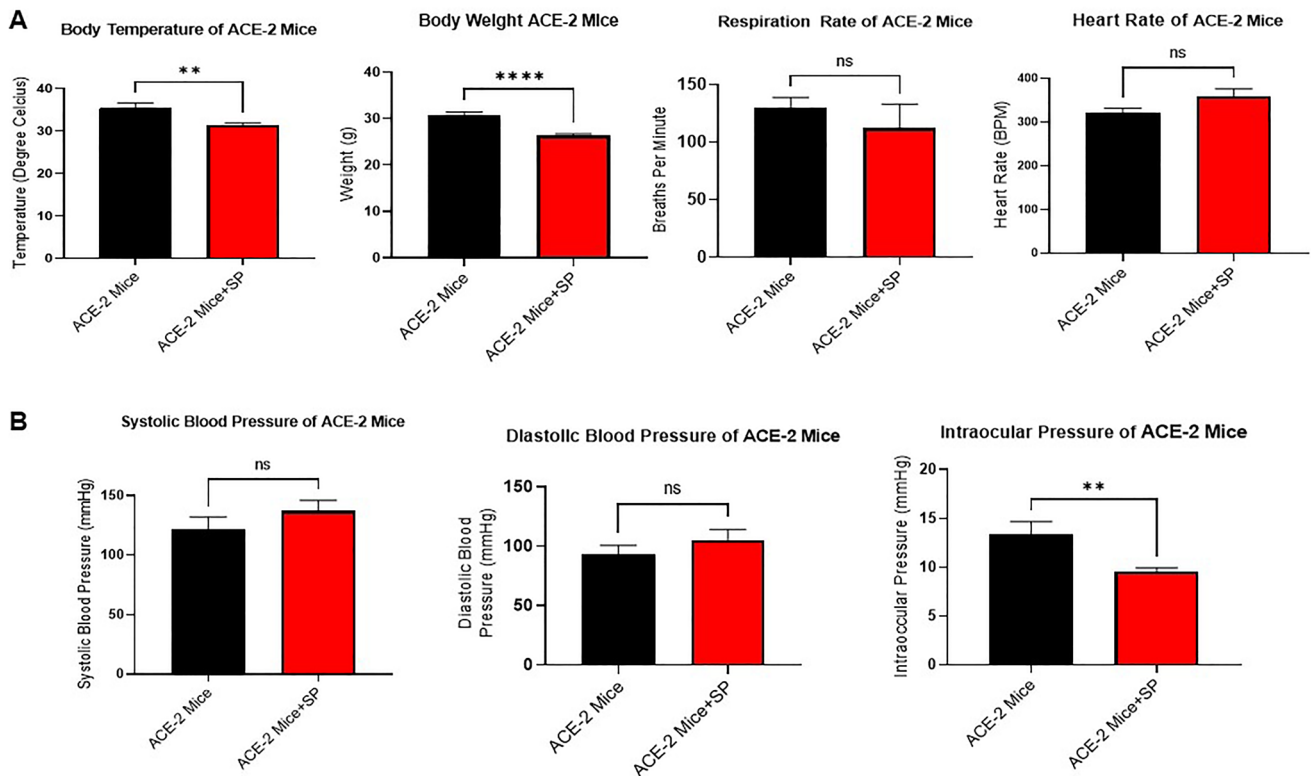 A
Body Temperature of ACE-2 Mice
**
Temperature (Degree Celcius)
40
30
20
10
0
ACE-2 Mice
ACE-2 Mice+SP
Body Weight ACE-2 MIce
****
Weight (g)
40
30
20
10
0
ACE-2 Mice
ACE-2 Mice+SP
Respiration Rate of ACE-2 Mice
ns
Breaths Per Minute
150
100
50
0
ACE-2 Mice
ACE-2 Mice+SP
Heart Rate of ACE-2 Mice
ns
Heart Rate (BPM)
400
300
200
100
0
ACE-2 Mice
ACE-2 Mice+SP
B
Systolic Blood Pressure of ACE-2 Mice
ns
Systolic Blood Pressure (mmHg)
150
100
50
0
ACE-2 Mice
ACE-2 Mice+SP
Diastolic Blood Pressure of ACE-2 Mice
ns
Diastolic Blood
Pressure (mmHg)
150
100
50
0
ACE-2 Mice
ACE-2 Mice+SP
Intraocular Pressure of ACE-2 Mice
**
Intraoccular Pressure (mmHg)
20
15
10
5
0
ACE-2 Mice
ACE-2 Mice+SP